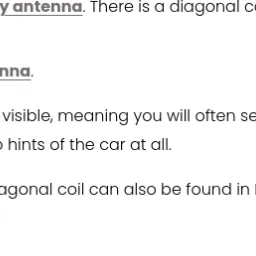 y antenna. There is a diagonal c
nna.
visible, meaning you will often se
hints of the car at all.
agonal coil can also be found in